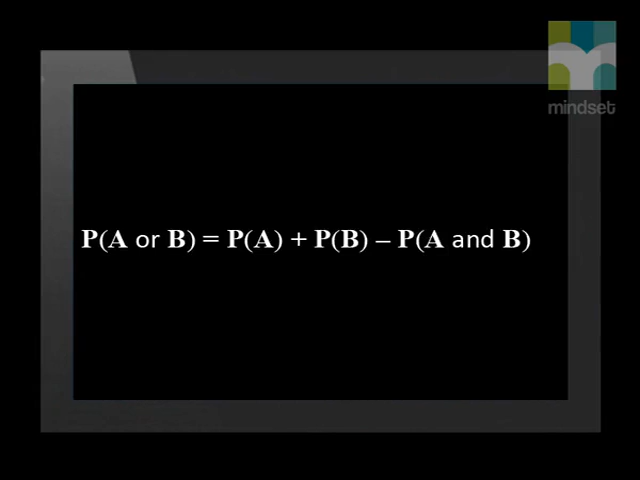 mindset
P(A or B) = P(A) + P(B) – P(A and B)